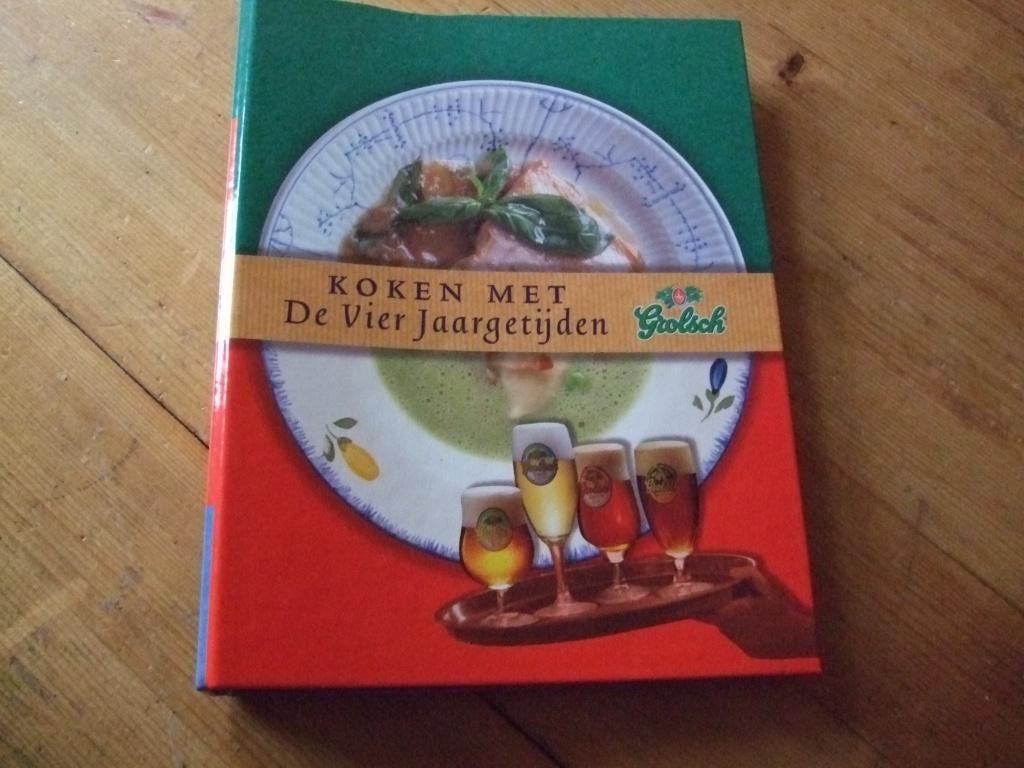 KOKEN MET
De Vier Jaargetijden
Grolsch